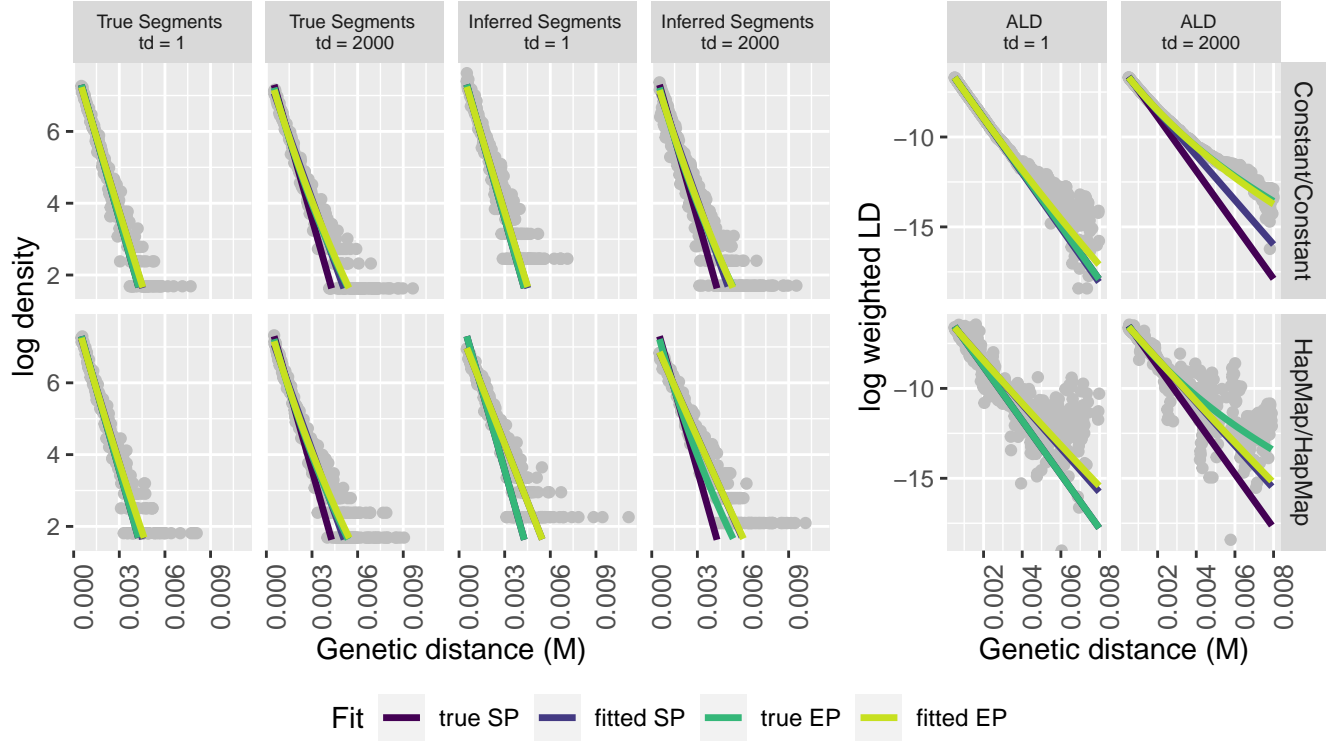 True Segments
td = 1
True Segments
td = 2000
Inferred Segments
td = 1
Inferred Segments
td = 2000
ALD
td = 1
ALD
td = 2000
log density
6
4
2
6
4
2
0.000
0.003
0.006
0.009
0.000
0.003
0.006
0.009
0.000
0.003
0.006
0.009
0.000
0.003
0.006
0.009
Genetic distance (M)
log weighted LD
−10
−15
−10
−15
Constant/Constant
HapMap/HapMap
0.002
0.004
0.006
0.008
0.002
0.004
0.006
0.008
Genetic distance (M)
Fit
true SP
fitted SP
true EP
fitted EP